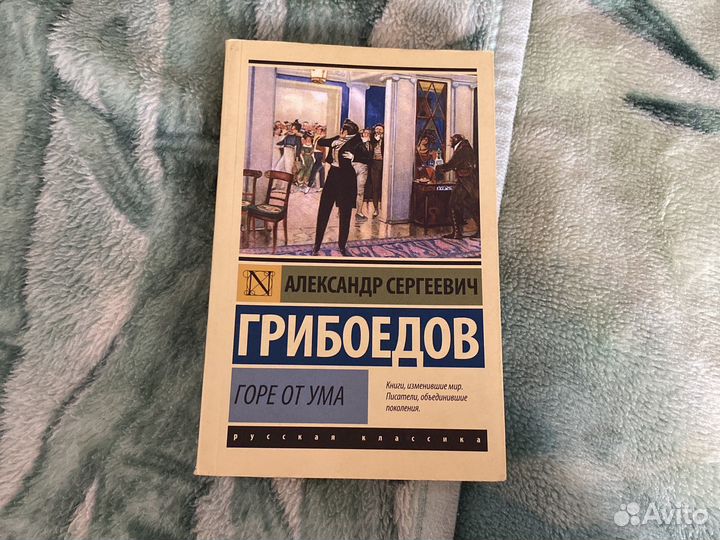 N
АЛЕКСАНДР СЕРГЕЕВИЧ
ГРИБОЕДОВ
ГОРЕ ОТ УМА
Книги, изменившие мир.
Писатели, объединившие
поколения.
русская классика
Avito